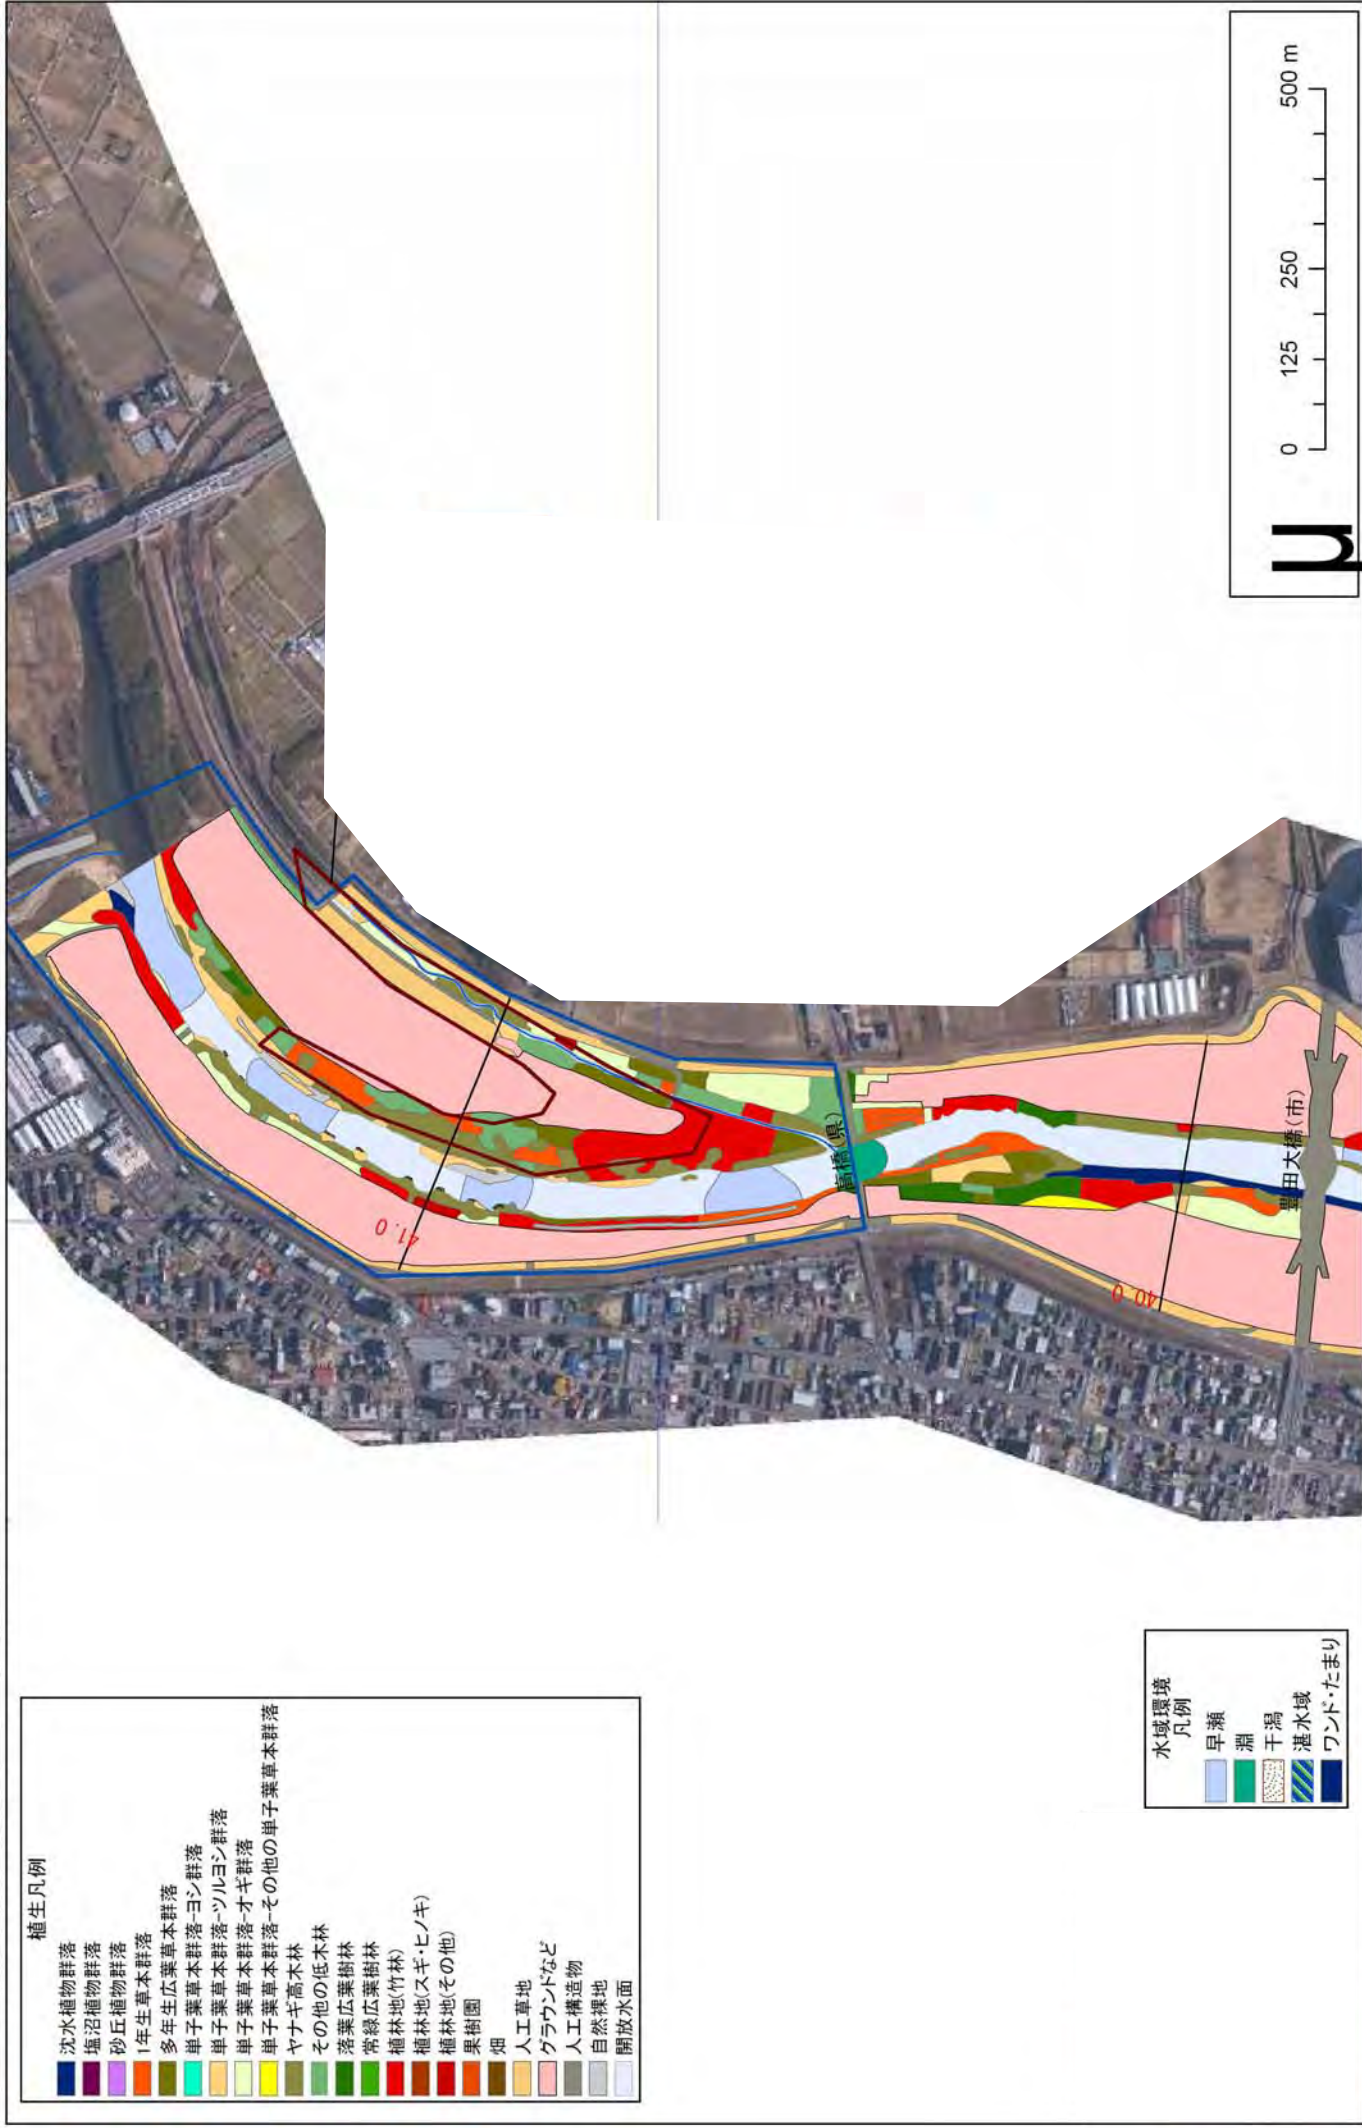 植生凡例
沈水植物群落
塩沼植物群落
砂丘植物群落
1年生草本群落
多年生広葉草本群落
単子葉草本群落-ヨシ群落
単子葉草本群落-ツルヨシ群落
単子葉草本群落-オギ群落
単子葉草本群落-その他の単子葉草本群落
ヤナギ高木林
その他の低木林
落葉広葉樹林
常緑広葉樹林
植林地(竹林)
植林地(スギ・ヒノキ)
植林地(その他)
果樹園
畑
人工草地
グラウンドなど
人工構造物
自然裸地
開放水面
水域環境
凡例
早瀬
淵
干潟
湛水域
ワンド・たまり
41.0
高橋(県)
40.0
豊田大橋(市)
µ
0 125 250 500 m